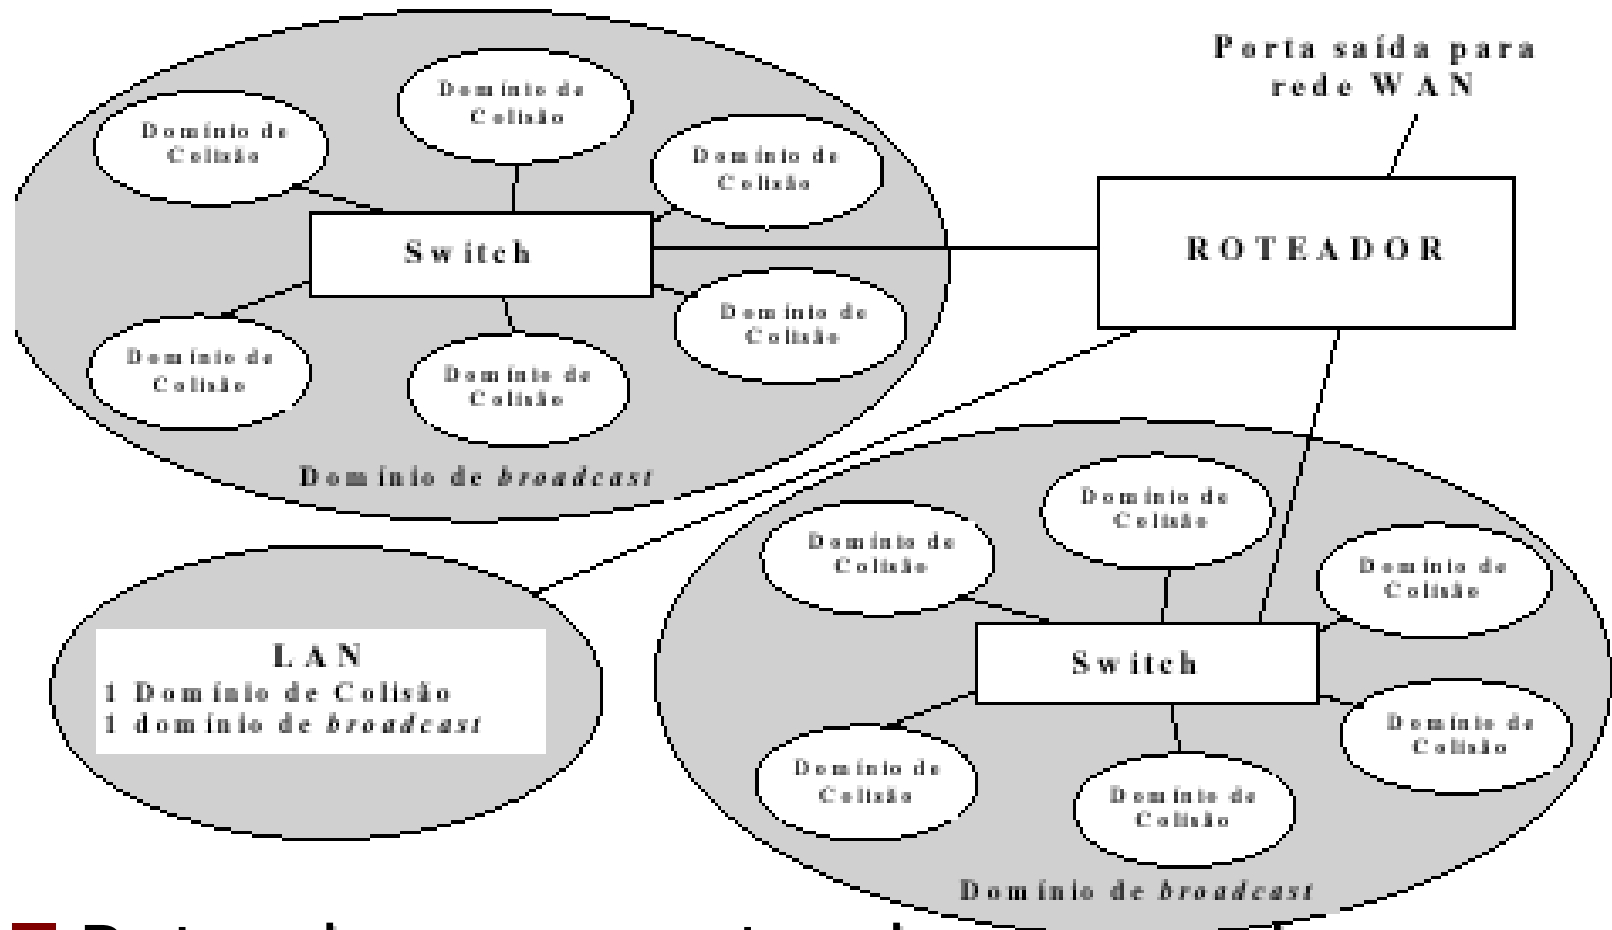 Domínio de
Colisão
Domínio de
Colisão
Domínio de
Colisão
Switch
Domínio de
Colisão
Domínio de
Colisão
Domínio de
Colisão
Domínio de broadcast
Porta saída para
rede WAN
ROTEADOR
LAN
1 Domínio de Colisão
1 domínio de broadcast
Domínio de
Colisão
Domínio de
Colisão
Domínio de
Colisão
Switch
Domínio de
Colisão
Domínio de
Colisão
Domínio de
Colisão
Domínio de broadcast